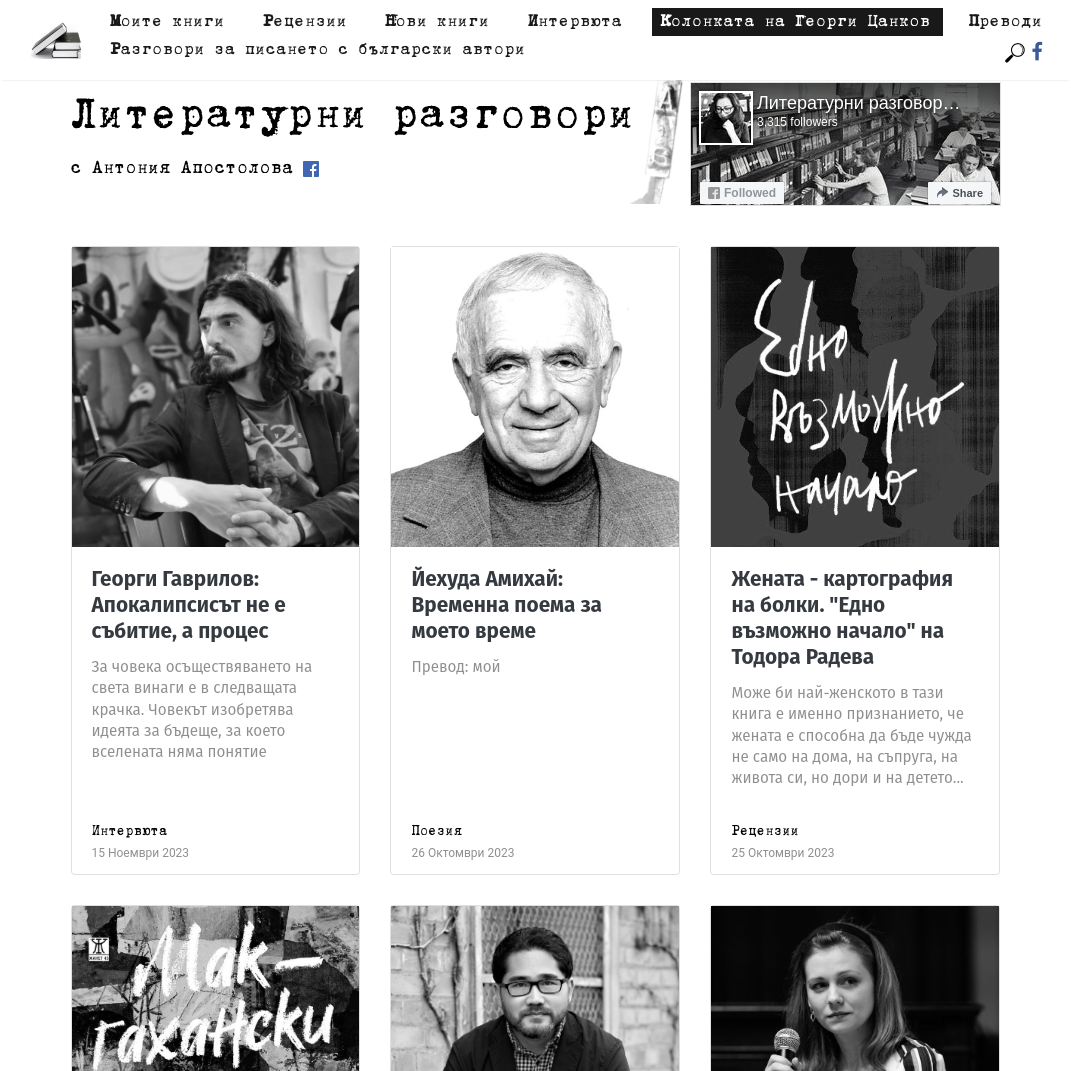 Моите книги Рецензии Нови книги Интервюта Колонката на Георги Цанков Преводи
Разговори за писането с български автори
Литературни разговори
с Антония Апостолова
Литературни разговор…
3,315 followers
Followed
Share
Едно
възможно
начало
Георги Гаврилов:
Апокалипсисът не е
събитие, а процес
За човека осъществяването на
света винаги е в следващата
крачка. Човекът изобретява
идеята за бъдеще, за което
вселената няма понятие
Интервюта
15 Ноември 2023
Йехуда Амихай:
Временна поема за
моето време
Превод: мой
Поезия
26 Октомври 2023
Жената - картография
на болки. "Едно
възможно начало" на
Тодора Радева
Може би най-женското в тази
книга е именно признанието, че
жената е способна да бъде чужда
не само на дома, на съпруга, на
живота си, но дори и на детето…
Рецензии
25 Октомври 2023
Мак–
гахански